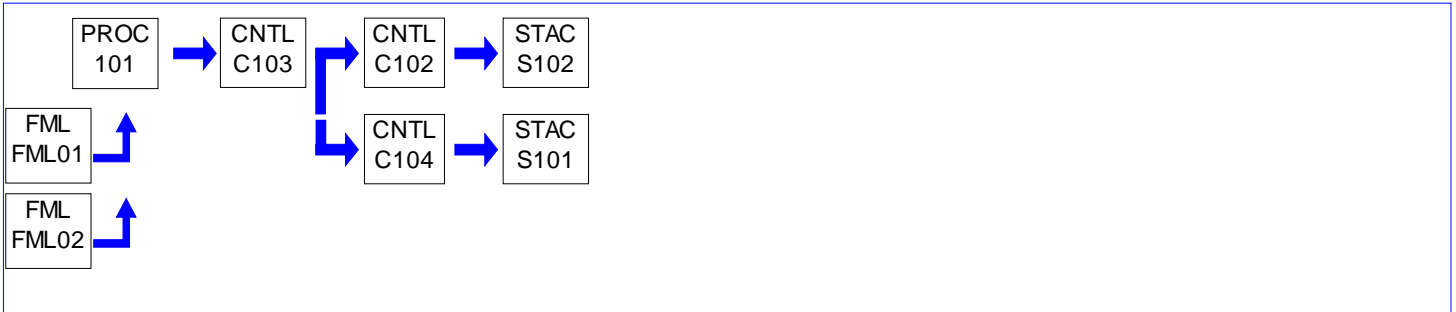 PROC
101
CNTL
C103
CNTL
C102
STAC
S102
FML
FML01
CNTL
C104
STAC
S101
FML
FML02